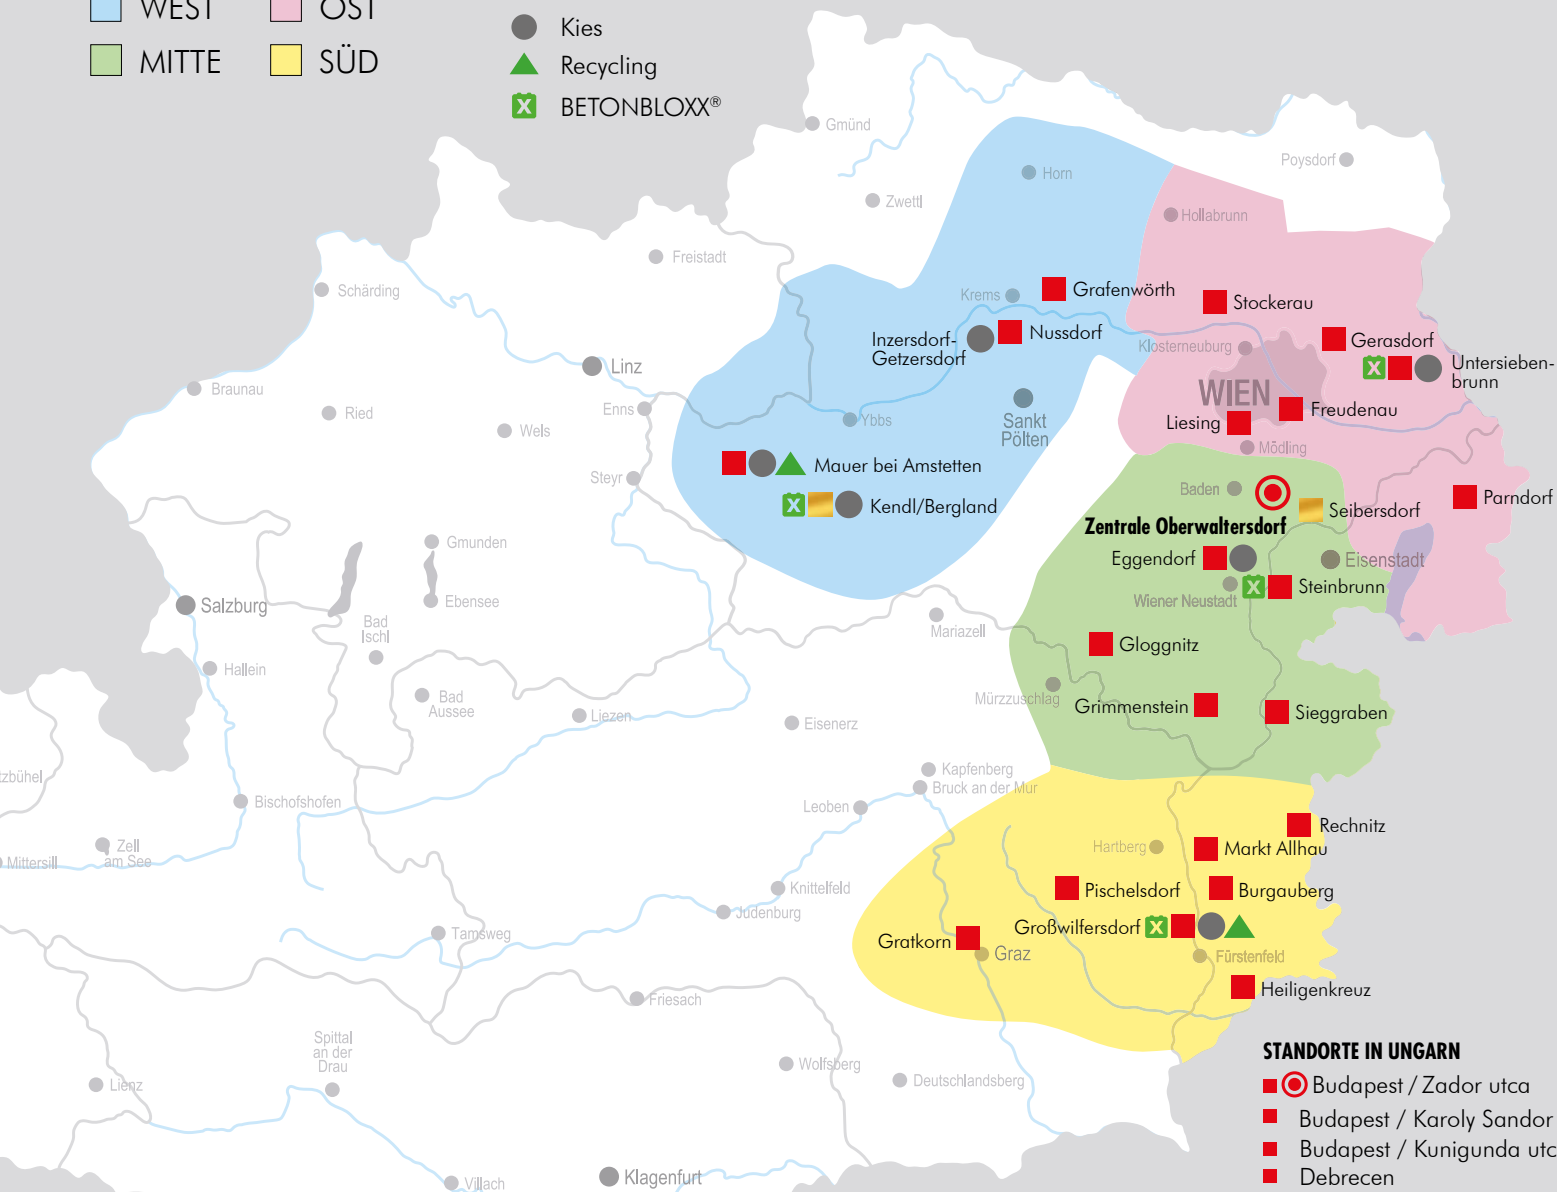 WEST
OST
MITTE
SÜD
Kies
Recycling
BETONBLOXX®
Gmünd
Poysdorf
Horn
Zwettl
Hollabrunn
Freistadt
Schärding
Krems
Grafenwörth
Stockerau
Inzersdorf-
Getzersdorf
Nussdorf
Klosterneuburg
Gerasdorf
Untersieben-
brunn
Linz
WIEN
Braunau
Ried
Enns
Ybbs
Sankt
Pölten
Liesing
Freudenau
Wels
Mödling
Steyr
Mauer bei Amstetten
Baden
Parndorf
Kendl/Bergland
Seibersdorf
Zentrale Oberwaltersdorf
Gmunden
Eggendorf
Eisenstadt
Salzburg
Ebensee
Wiener Neustadt
Steinbrunn
Bad
Ischl
Mariazell
Gloggnitz
Hallein
Bad
Aussee
Mürzzuschlag
Grimmenstein
Sieggraben
Liezen
Eisenerz
tzbühel
Kapfenberg
Bruck an der Mur
Bischofshofen
Leoben
Rechnitz
Zell
am See
Mittersill
Hartberg
Markt Allhau
Knittelfeld
Pischelsdorf
Burgauberg
Judenburg
Großwilfersdorf
Tamsweg
Gratkorn
Graz
Fürstenfeld
Heiligenkreuz
Friesach
Spittal
an der
Drau
Wolfsberg
Lienz
Deutschlandsberg
STANDORTE IN UNGARN
Budapest / Zador utca
Budapest / Karoly Sandor
Budapest / Kunigunda utc
Debrecen
Klagenfurt
Villach